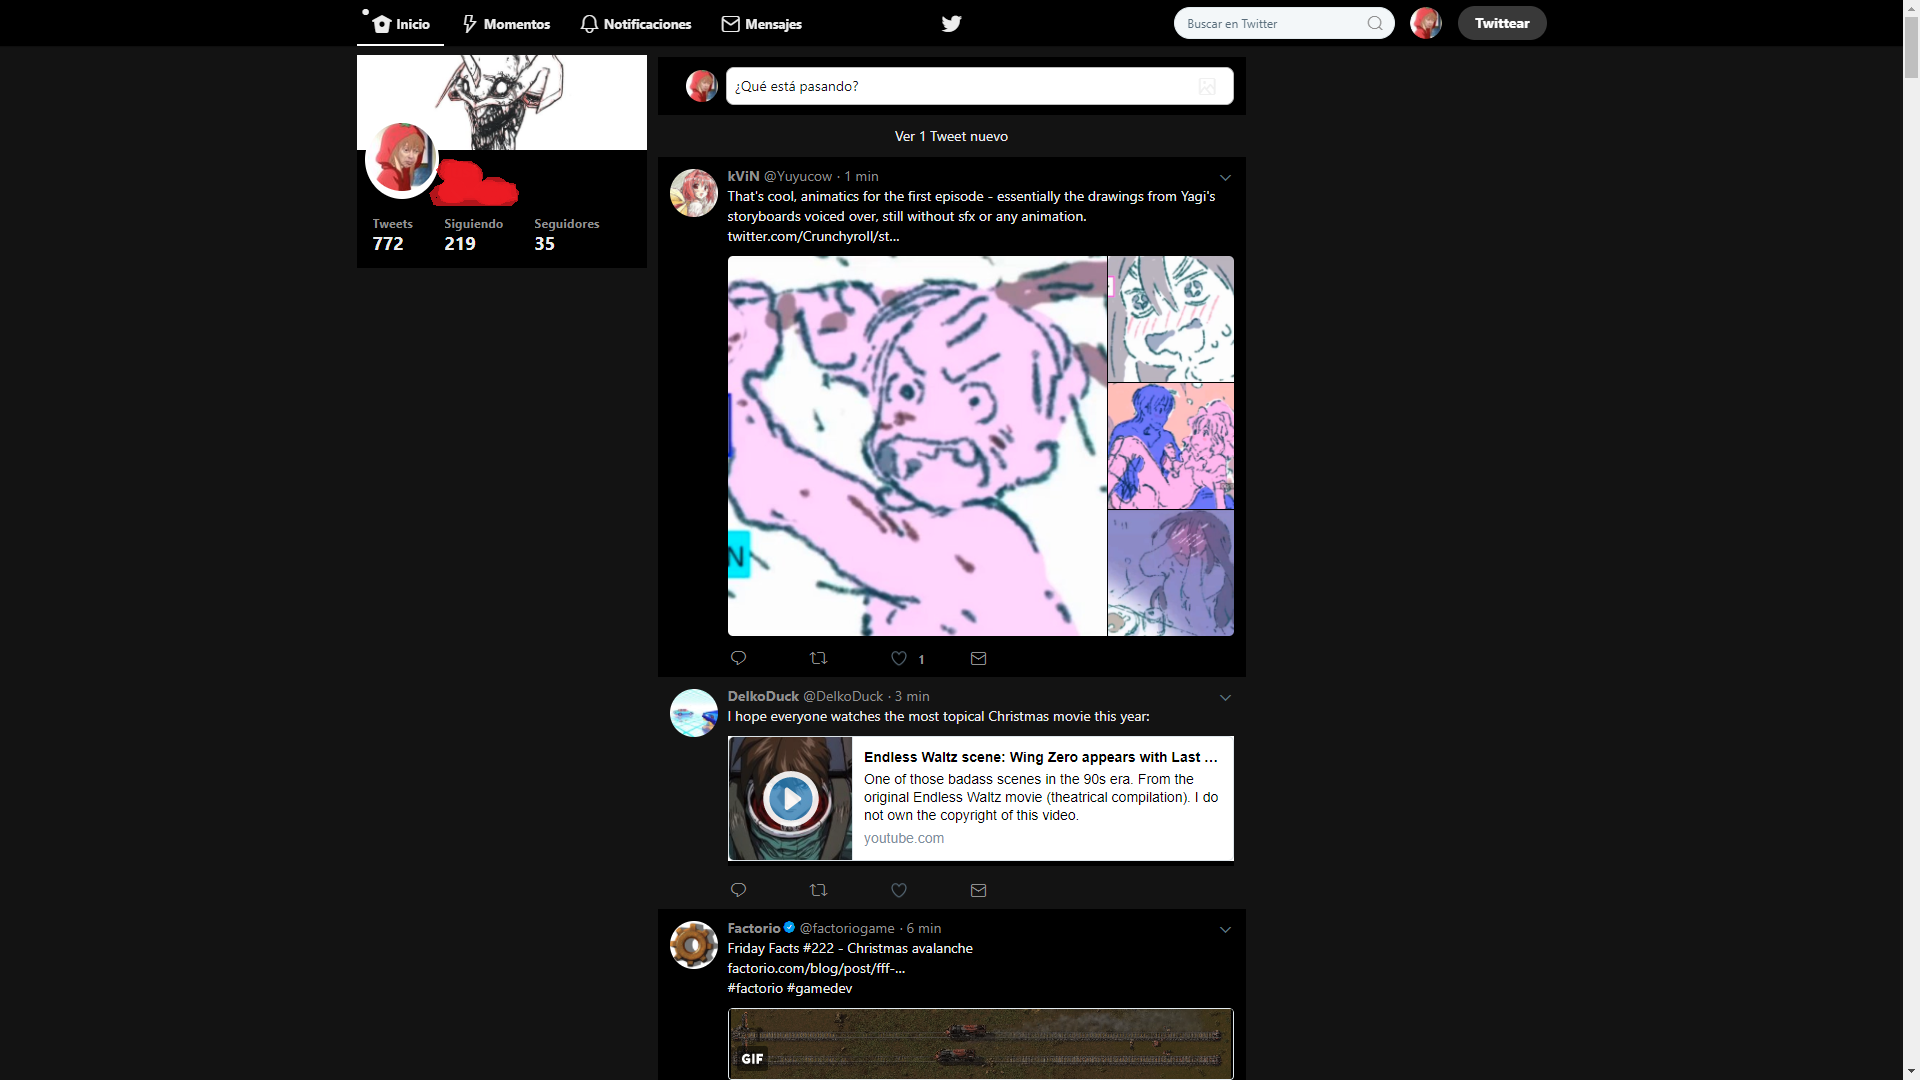 Inicio
Momentos
Notificaciones
Mensajes
Buscar en Twitter
Twittear
Tweets
772
Siguiendo
219
Seguidores
35
¿Qué está pasando?
Ver 1 Tweet nuevo
kViN @Yuyucow · 1 min
That's cool, animatics for the first episode - essentially the drawings from Yagi's
storyboards voiced over, still without sfx or any animation.
twitter.com/Crunchyroll/st…
N
1
DelkoDuck @DelkoDuck · 3 min
I hope everyone watches the most topical Christmas movie this year:
Endless Waltz scene: Wing Zero appears with Last …
One of those badass scenes in the 90s era. From the
original Endless Waltz movie (theatrical compilation). I do
not own the copyright of this video.
youtube.com
Factorio @factoriogame · 6 min
Friday Facts #222 - Christmas avalanche
factorio.com/blog/post/fff-…
#factorio #gamedev
GIF